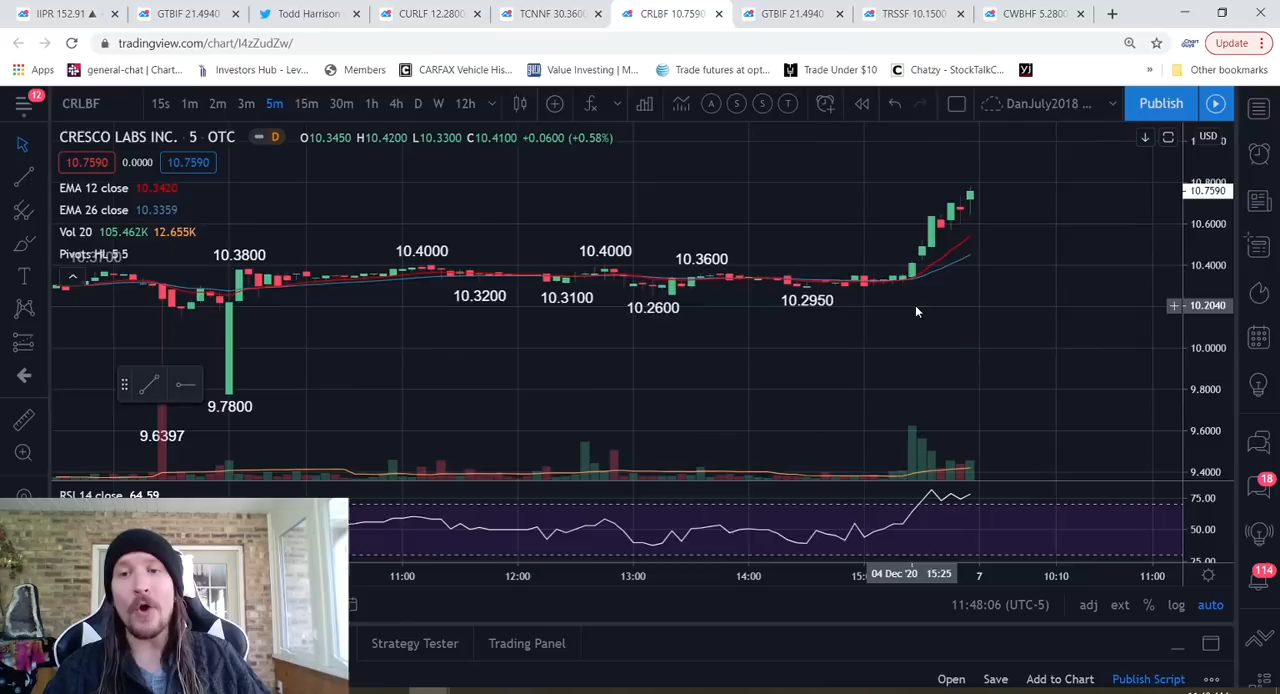 IIPR 152.91 ▲ GTBIF 21.4940 Todd Harrison CURLF 12.2800 TCNNF 30.3600 CRLBF 10.7590 GTBIF 21.4940 TRSSF 10.1500 CWBHF 5.2800
tradingview.com/chart/I4zZudZw/ Update
Apps general-chat | Chart... Investors Hub - Lev... Members CARFAX Vehicle His... Value Investing | M... Trade futures at opt... Trade Under $10 Chatzy - StockTalkC... » Other bookmarks
12 CRLBF 15s 1m 2m 3m 5m 15m 30m 1h 4h D W 12h A S S T DanJuly2018 ... Publish
CRESCO LABS INC. · 5 · OTC D O10.3450 H10.4200 L10.3300 C10.4100 +0.0600 (+0.58%) USD
10.7590 0.0000 10.7590
EMA 12 close 10.3420
EMA 26 close 10.3359
Vol 20 105.462K 12.655K
Pivots HL 5 5
10.8000
10.7590
10.6000
10.4000
10.2040
10.0000
9.8000
9.6000
9.4000
10.3800 10.4000 10.4000 10.3600
10.3200 10.3100 10.2600 10.2950
9.7800
9.6397
RSI 14 close 64.59
75.00
50.00
25.00
11:00 12:00 13:00 14:00 04 Dec '20 15:25 7 10:10 11:00
11:48:06 (UTC-5) adj ext % log auto
Strategy Tester Trading Panel
Open Save Add to Chart Publish Script
18
114